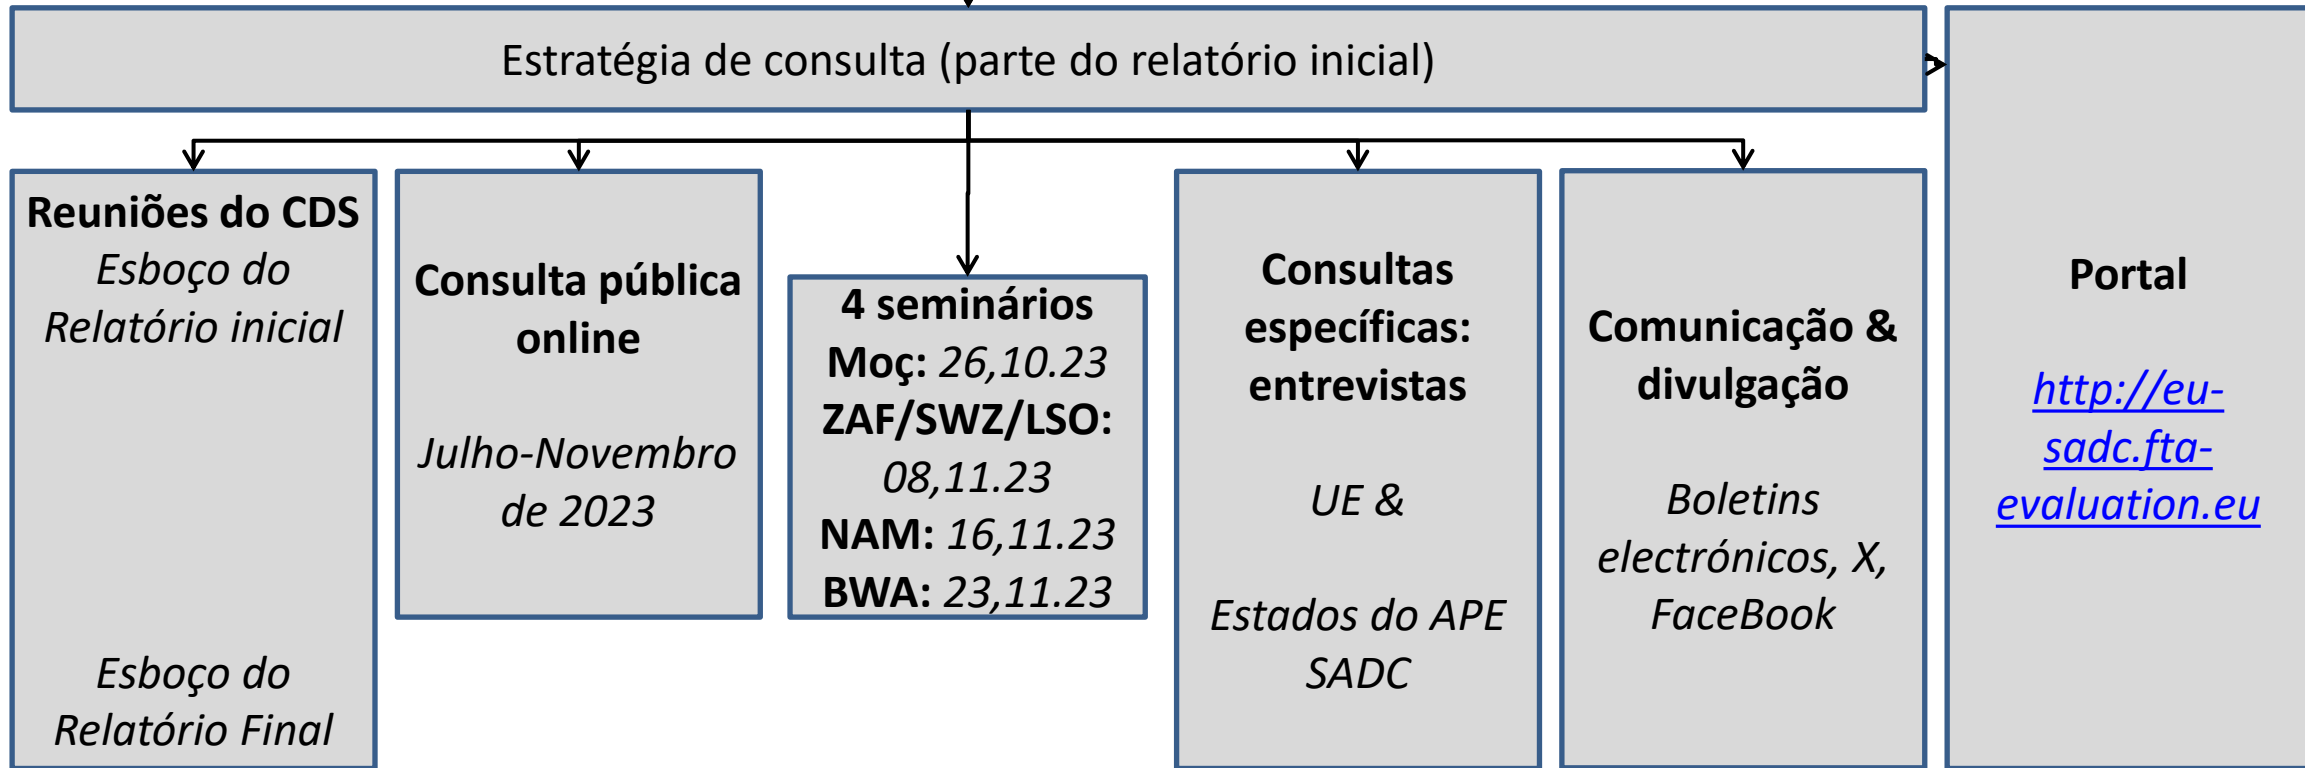 Estratégia de consulta (parte do relatório inicial)
Reuniões do CDS
Esboço do
Relatório inicial
Esboço do
Relatório Final
Consulta pública
online
Julho-Novembro
de 2023
4 seminários
Moç: 26,10.23
ZAF/SWZ/LSO:
08,11.23
NAM: 16,11.23
BWA: 23,11.23
Consultas
específicas:
entrevistas
UE &
Estados do APE
SADC
Comunicação &
divulgação
Boletins
electrónicos, X,
FaceBook
Portal
http://eu-
sadc.fta-
evaluation.eu